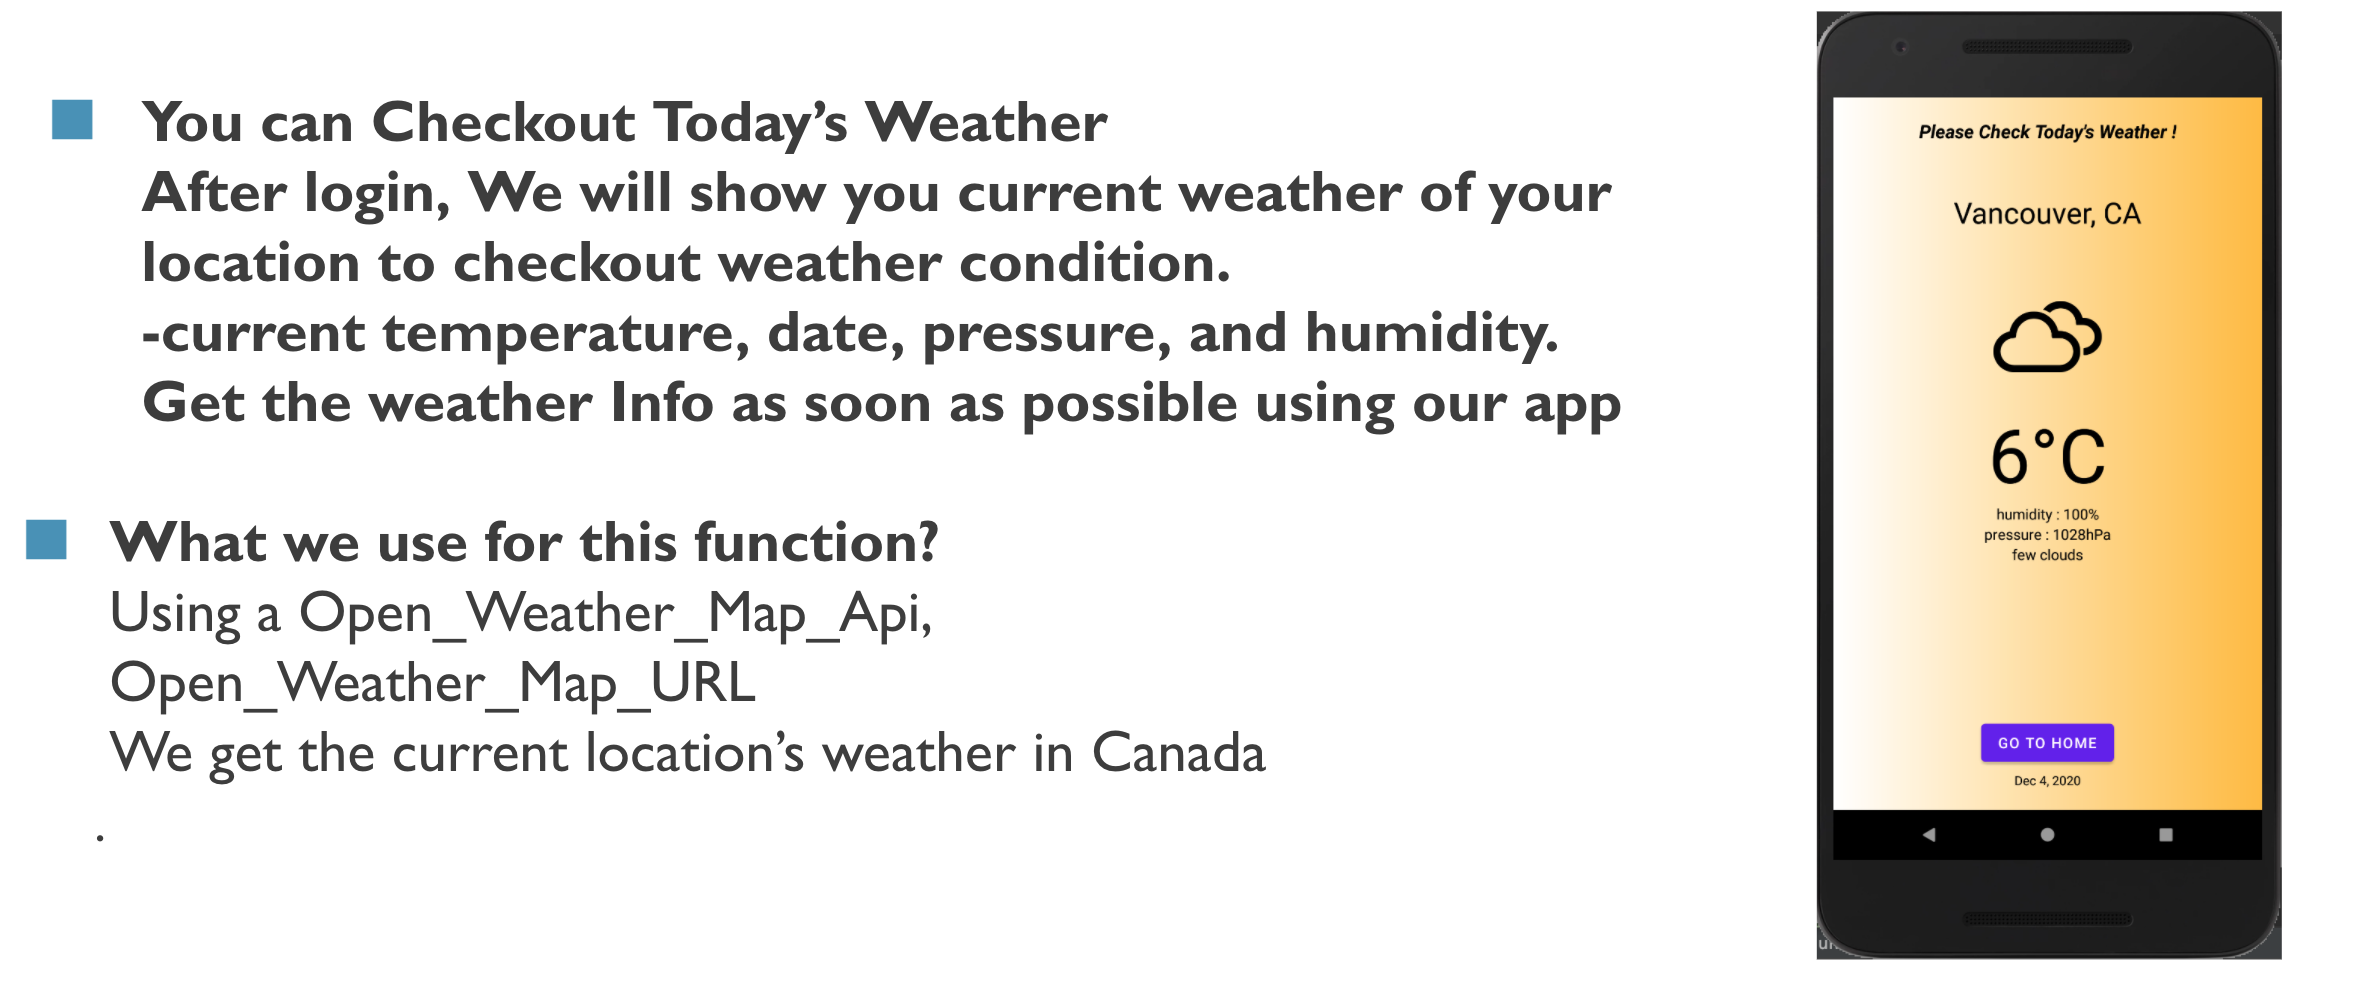 You can Checkout Today’s Weather
After login, We will show you current weather of your
location to checkout weather condition.
-current temperature, date, pressure, and humidity.
Get the weather Info as soon as possible using our app
What we use for this function?
Using a Open_Weather_Map_Api,
Open_Weather_Map_URL
We get the current location’s weather in Canada
.
Please Check Today's Weather !
Vancouver, CA
6°C
humidity : 100%
pressure : 1028hPa
few clouds
GO TO HOME
Dec 4, 2020